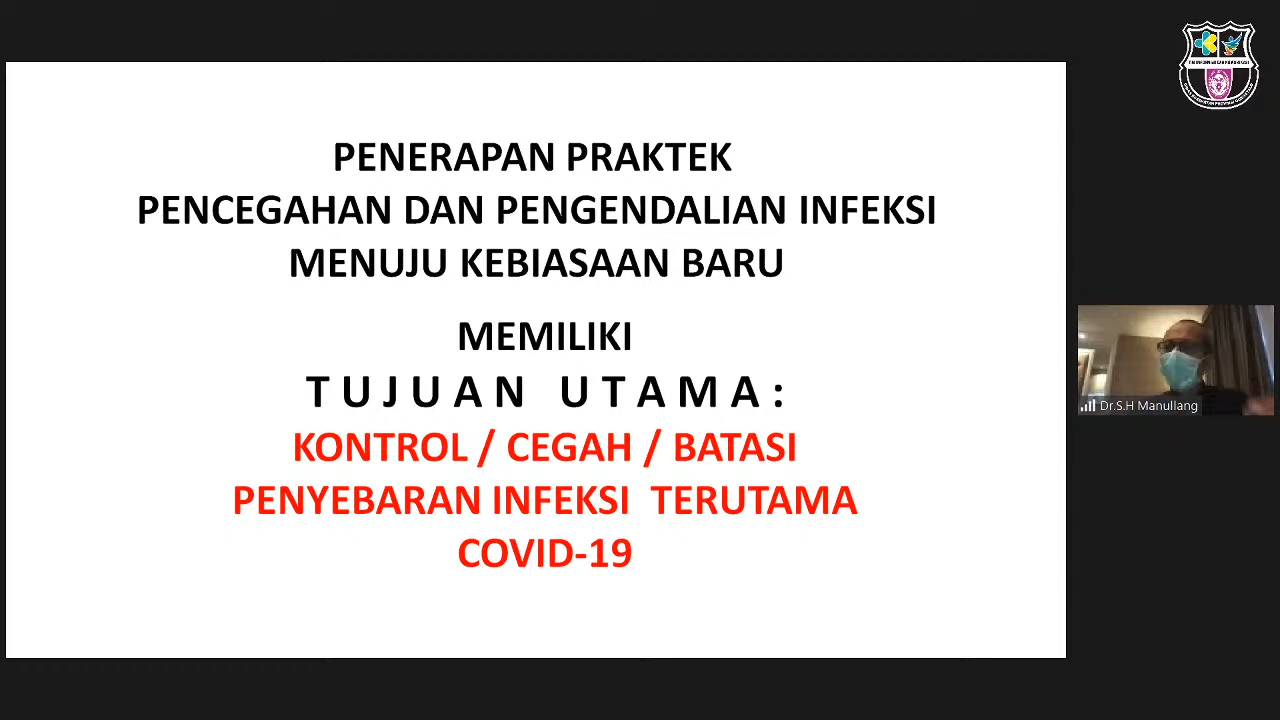 PENERAPAN PRAKTEK
PENCEGAHAN DAN PENGENDALIAN INFEKSI
MENUJU KEBIASAAN BARU
MEMILIKI
T U J U A N U T A M A :
KONTROL / CEGAH / BATASI
PENYEBARAN INFEKSI TERUTAMA
COVID-19
Dr.S.H Manullang